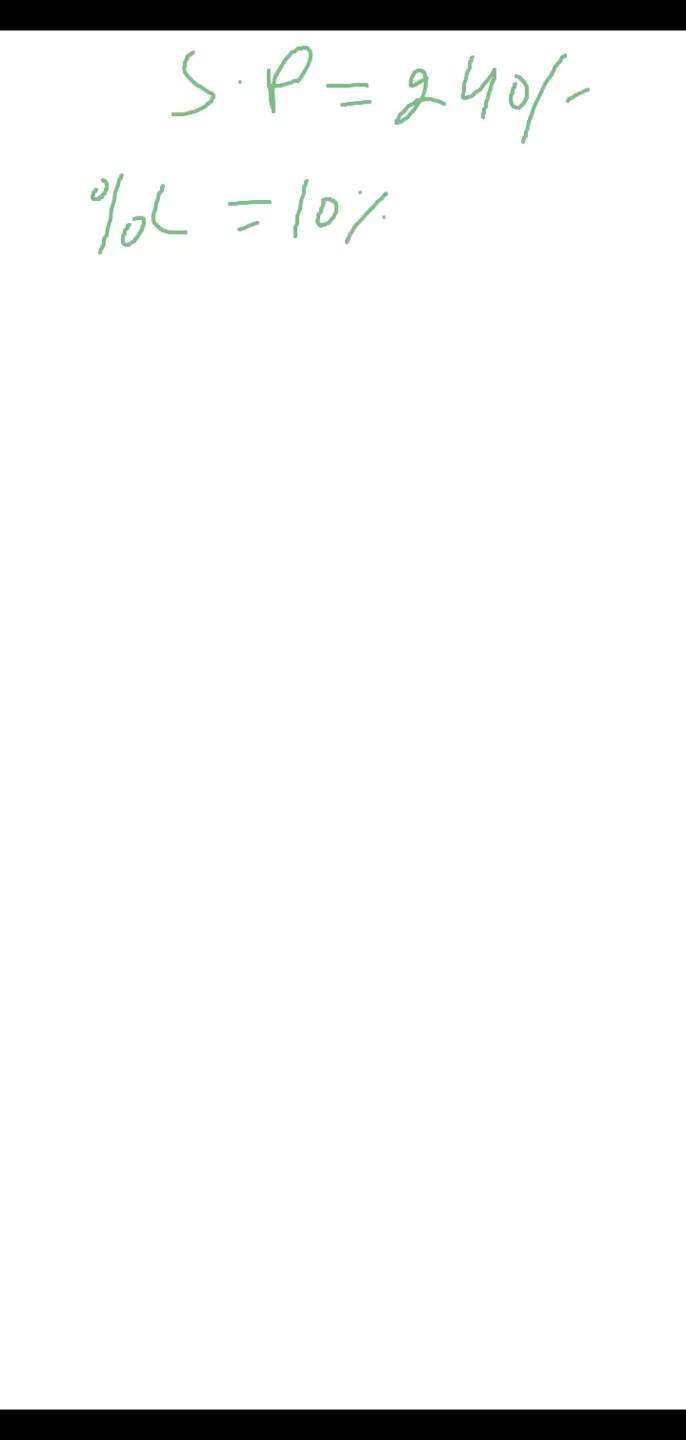 S.P = 240/-
%L = 10%